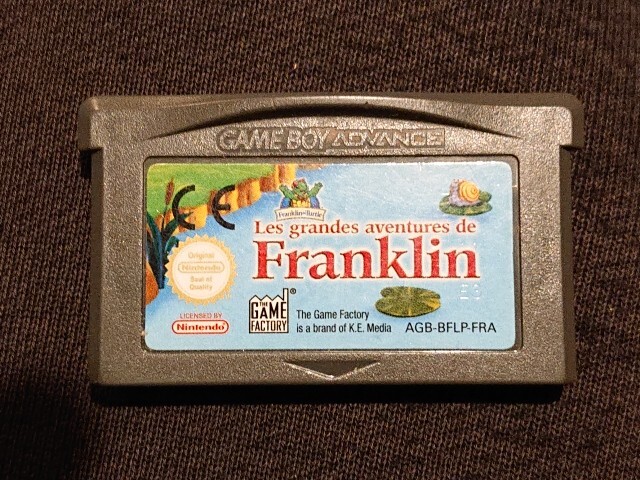 GAME BOY ADVANCE
CE
Franklin the Turtle
Les grandes aventures de
Franklin
Original
Nintendo
Seal of
Quality
LICENSED BY
Nintendo
THE
GAME
FACTORY
®
The Game Factory
is a brand of K.E. Media
AGB-BFLP-FRA